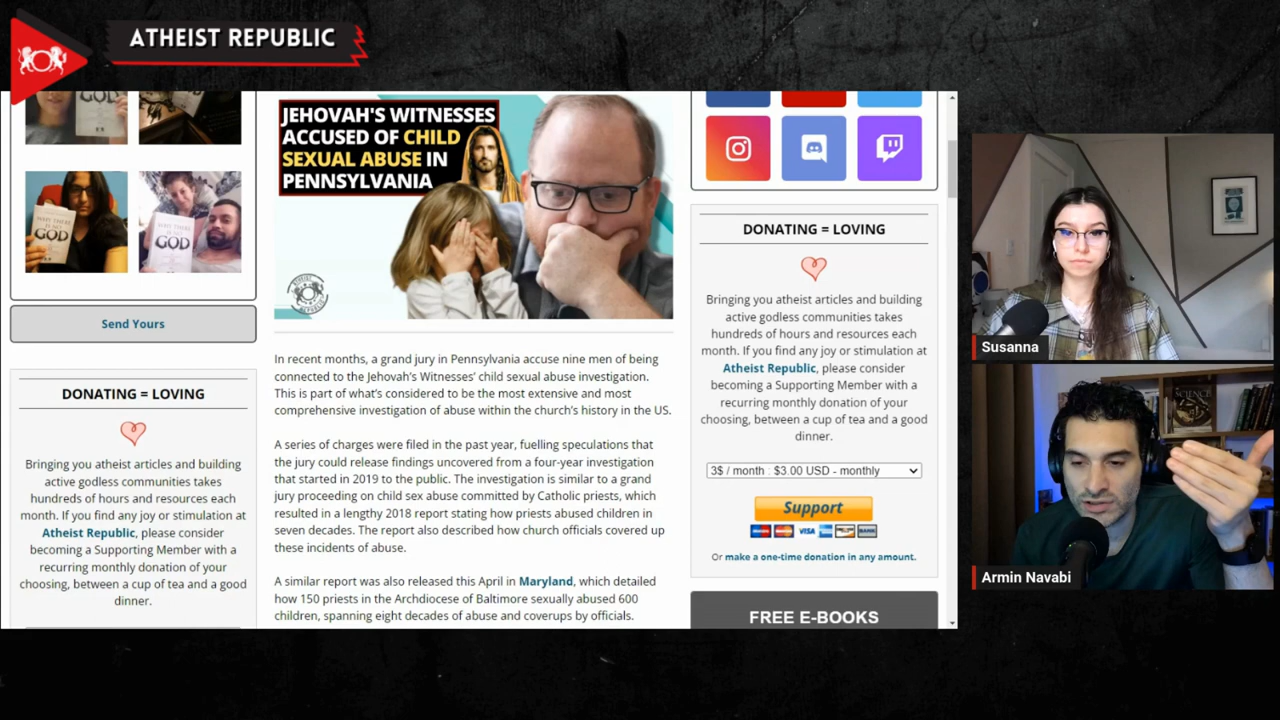 ATHEIST REPUBLIC
GOD
GOD
Send Yours
DONATING = LOVING
Bringing you atheist articles and building
active godless communities takes
hundreds of hours and resources each
month. If you find any joy or stimulation at
Atheist Republic, please consider
becoming a Supporting Member with a
recurring monthly donation of your
choosing, between a cup of tea and a good
dinner.
JEHOVAH'S WITNESSES
ACCUSED OF CHILD
SEXUAL ABUSE IN
PENNSYLVANIA
In recent months, a grand jury in Pennsylvania accuse nine men of being
connected to the Jehovah's Witnesses' child sexual abuse investigation.
This is part of what's considered to be the most extensive and most
comprehensive investigation of abuse within the church's history in the US.
A series of charges were filed in the past year, fuelling speculations that
the jury could release findings uncovered from a four-year investigation
that started in 2019 to the public. The investigation is similar to a grand
jury proceeding on child sex abuse committed by Catholic priests, which
resulted in a lengthy 2018 report stating how priests abused children in
seven decades. The report also described how church officials covered up
these incidents of abuse.
A similar report was also released this April in Maryland, which detailed
how 150 priests in the Archdiocese of Baltimore sexually abused 600
children, spanning eight decades of abuse and coverups by officials.
DONATING = LOVING
Bringing you atheist articles and building
active godless communities takes
hundreds of hours and resources each
month. If you find any joy or stimulation at
Atheist Republic, please consider
becoming a Supporting Member with a
recurring monthly donation of your
choosing, between a cup of tea and a good
dinner.
3$ / month : $3.00 USD - monthly
Support
VISA
Or make a one-time donation in any amount.
FREE E-BOOKS
Susanna
SCIENCE
Armin Navabi